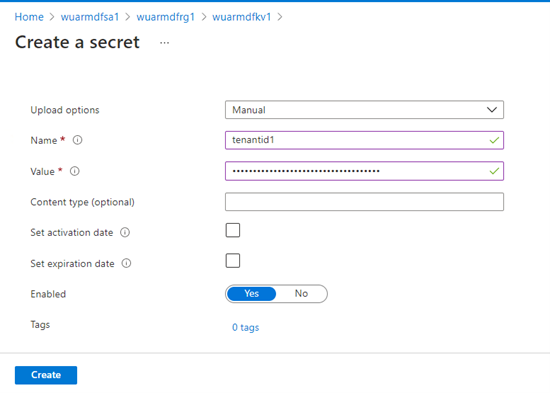 Home > wuarmdfsa1 > wuarmdfrg1 > wuarmdfkv1 >
Create a secret ...
Upload options Manual
Name * tenantid1
Value * ••••••••••••••••••••••••••••••••••••
Content type (optional)
Set activation date
Set expiration date
Enabled Yes No
Tags 0 tags
Create